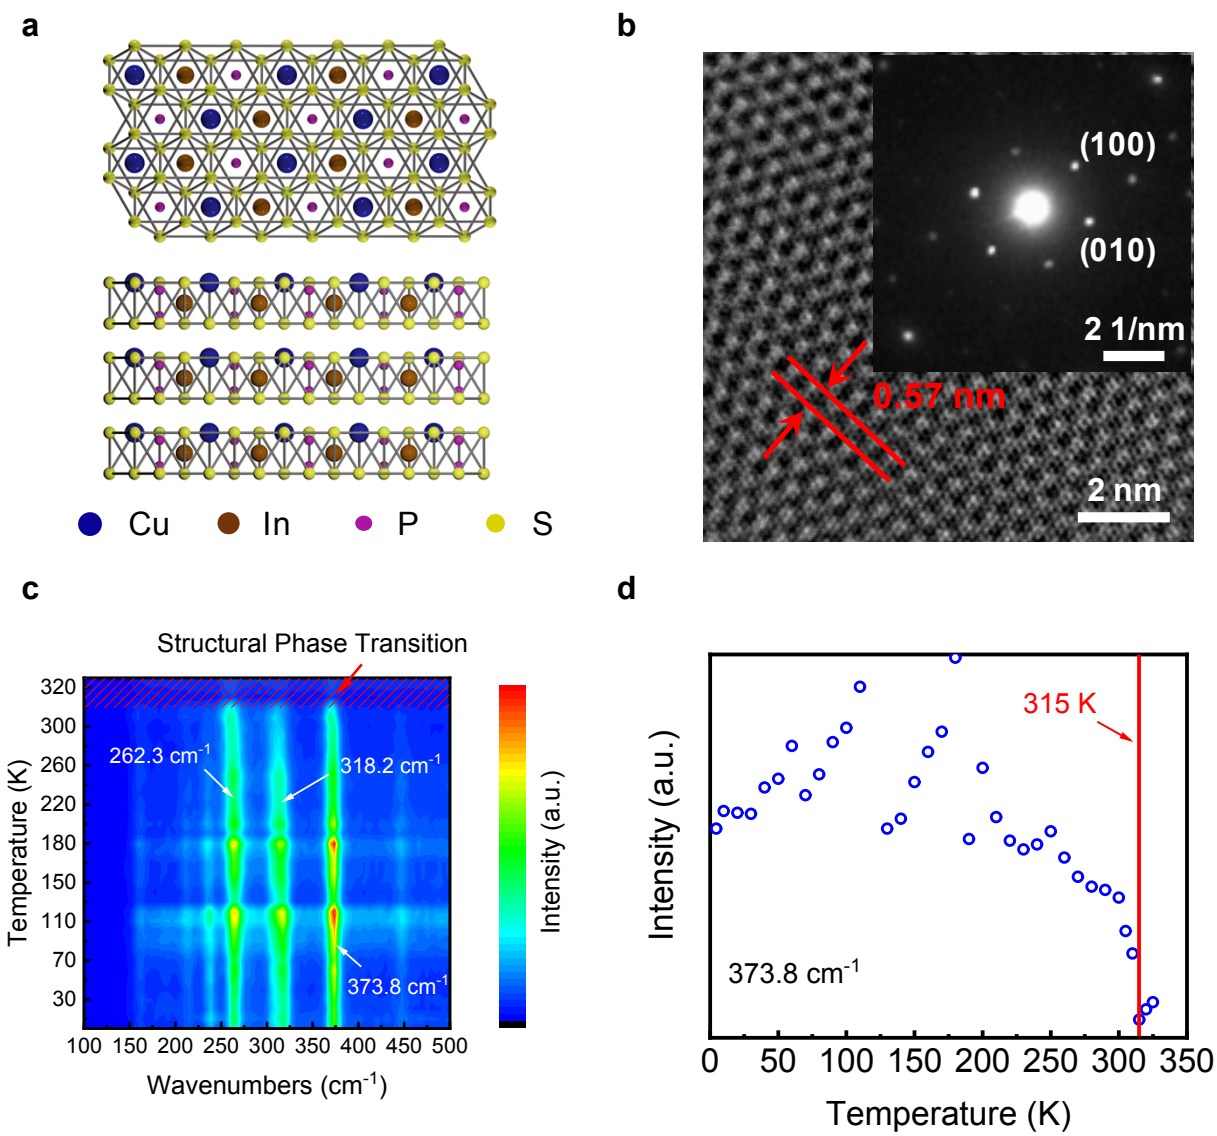 a
Cu
In
P
S
b
(100)
(010)
2 1/nm
0.57 nm
2 nm
c
Structural Phase Transition
320
300
260
220
180
150
110
70
30
262.3 cm⁻¹
318.2 cm⁻¹
373.8 cm⁻¹
100 150 200 250 300 350 400 450 500
Temperature (K)
Wavenumbers (cm⁻¹)
Intensity (a.u.)
d
315 K
373.8 cm⁻¹
Intensity (a.u.)
0 50 100 150 200 250 300 350
Temperature (K)